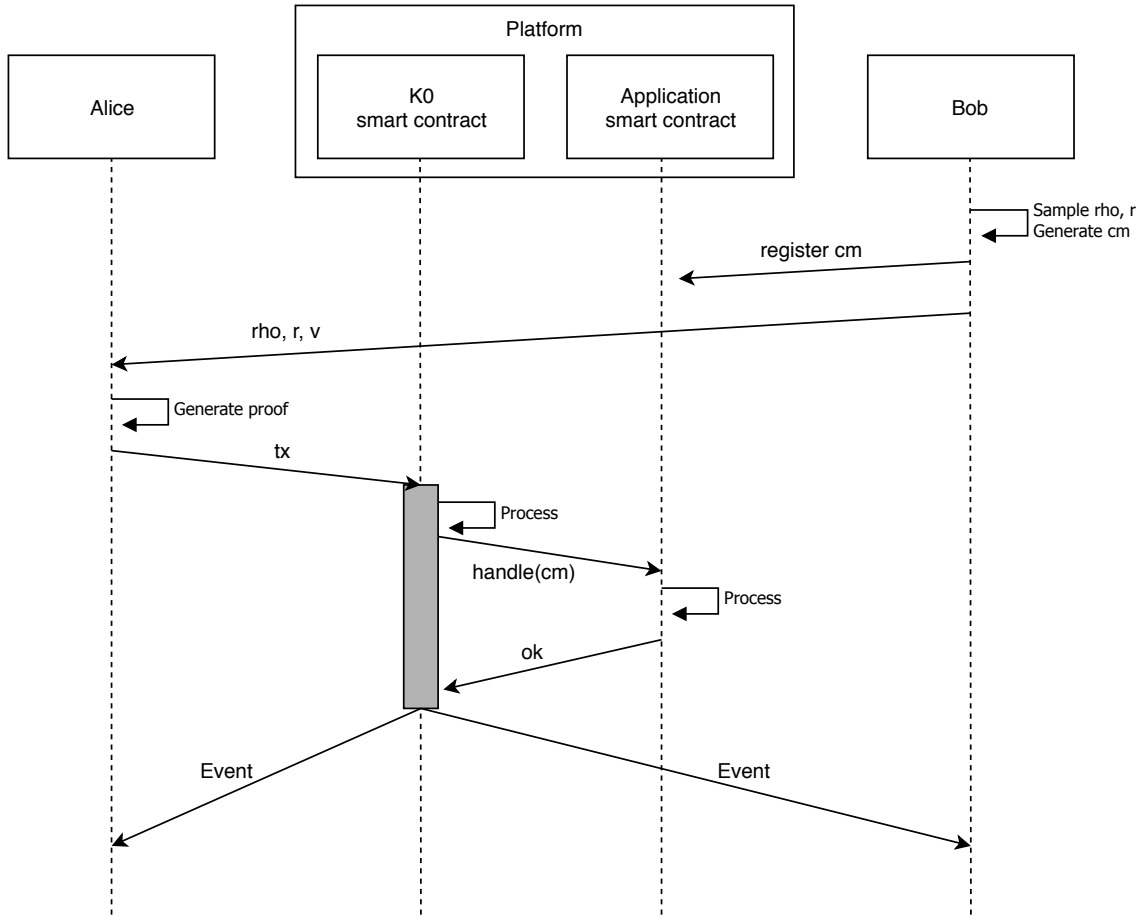 Platform
Alice
K0
smart contract
Application
smart contract
Bob
Sample rho, r
Generate cm
register cm
rho, r, v
Generate proof
tx
Process
handle(cm)
Process
ok
Event
Event